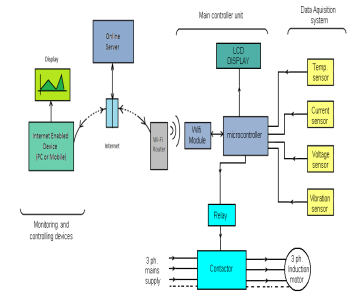 Data Aquisition
system
Main controller unit
Online
Server
LCD
DISPLAY
Display
Temp.
sensor
Current
sensor
Internet Enabled
Device
(PC or Mobile)
Internet
Wi-Fi
Router
Wifi
Module
microcontroller
Voltage
sensor
Vibration
sensor
Monitoring and
controlling devices
Relay
3 ph.
mains
supply
Contactor
3 ph.
Induction
motor